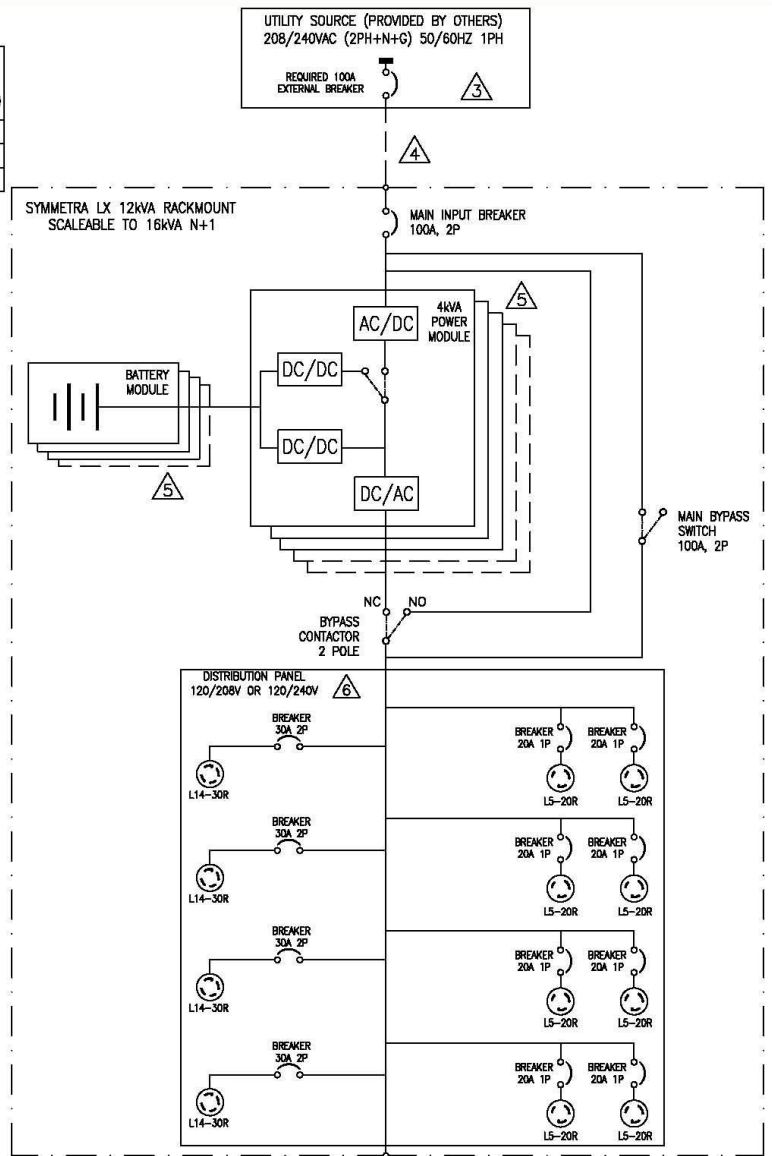 UTILITY SOURCE (PROVIDED BY OTHERS)
208/240VAC (2PH+N+G) 50/60HZ 1PH
REQUIRED 100A
EXTERNAL BREAKER
3
4
SYMMETRA LX 12kVA RACKMOUNT
SCALEABLE TO 16kVA N+1
MAIN INPUT BREAKER
100A, 2P
5
4kVA
POWER
MODULE
AC/DC
DC/DC
BATTERY
MODULE
DC/DC
5
DC/AC
MAIN BYPASS
SWITCH
100A, 2P
NC
NO
BYPASS
CONTACTOR
2 POLE
DISTRIBUTION PANEL
120/208V OR 120/240V
6
BREAKER
30A 2P
L14-30R
BREAKER
20A 1P
L5-20R
BREAKER
20A 1P
L5-20R
BREAKER
30A 2P
L14-30R
BREAKER
20A 1P
L5-20R
BREAKER
20A 1P
L5-20R
BREAKER
30A 2P
L14-30R
BREAKER
20A 1P
L5-20R
BREAKER
20A 1P
L5-20R
BREAKER
30A 2P
L14-30R
BREAKER
20A 1P
L5-20R
BREAKER
20A 1P
L5-20R